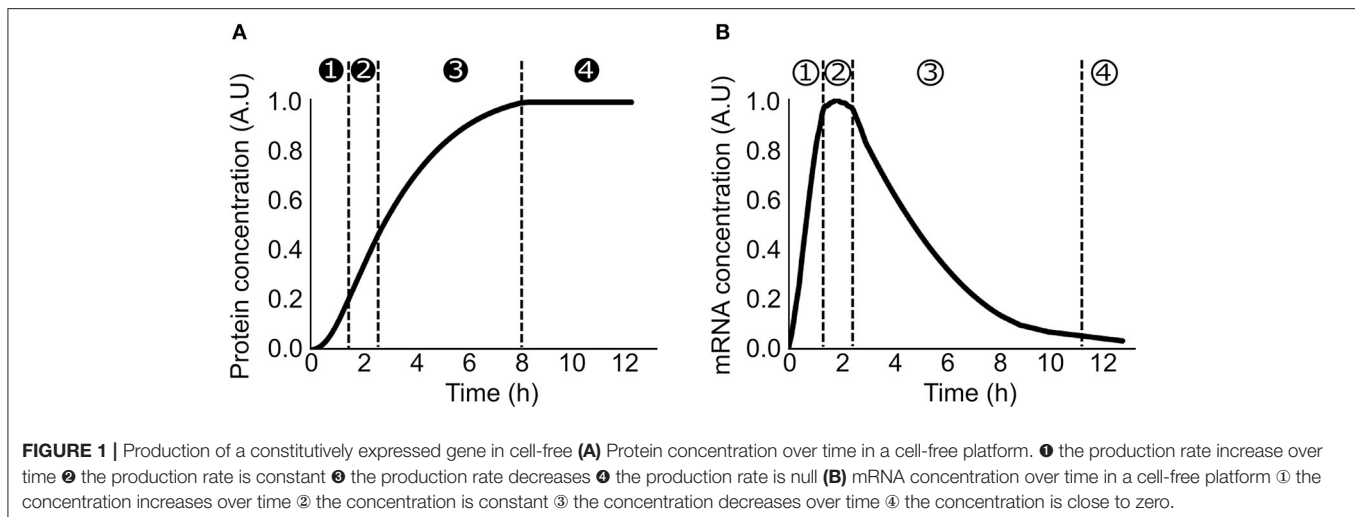 A
B
❶ ❷ ❸ ❹
① ② ③ ④
Protein concentration (A.U)
1.0
0.8
0.6
0.4
0.2
0.0
0 2 4 6 8 10 12
Time (h)
mRNA concentration (A.U)
1.0
0.8
0.6
0.4
0.2
0.0
0 2 4 6 8 10 12
Time (h)
FIGURE 1 | Production of a constitutively expressed gene in cell-free (A) Protein concentration over time in a cell-free platform. ❶ the production rate increase over
time ❷ the production rate is constant ❸ the production rate decreases ❹ the production rate is null (B) mRNA concentration over time in a cell-free platform ① the
concentration increases over time ② the concentration is constant ③ the concentration decreases over time ④ the concentration is close to zero.